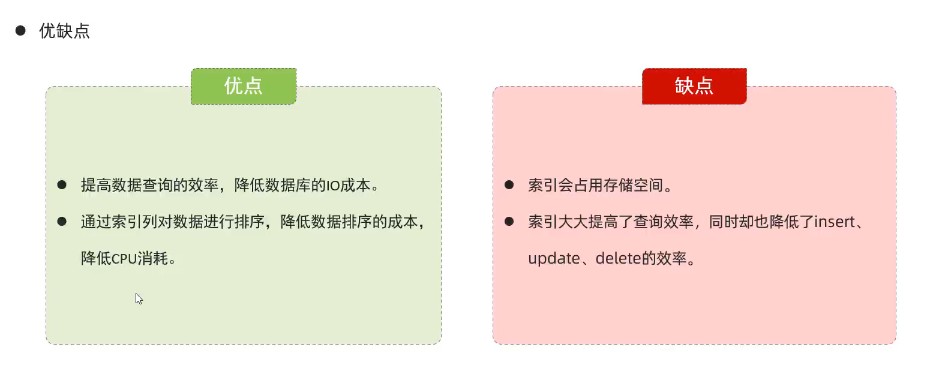 优缺点
优点
提高数据查询的效率，降低数据库的IO成本。
通过索引列对数据进行排序，降低数据排序的成本，
降低CPU消耗。
缺点
索引会占用存储空间。
索引大大提高了查询效率，同时却也降低了insert、
update、delete的效率。